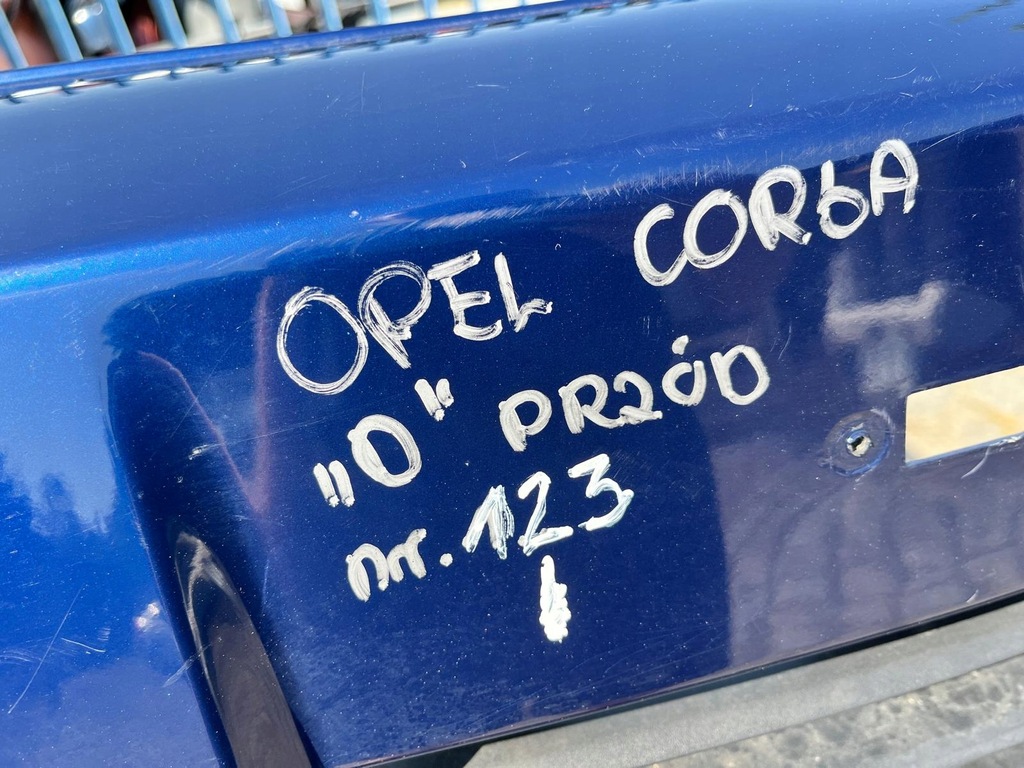 OPEL CORbA
„D" PRZÓD
nr. 123